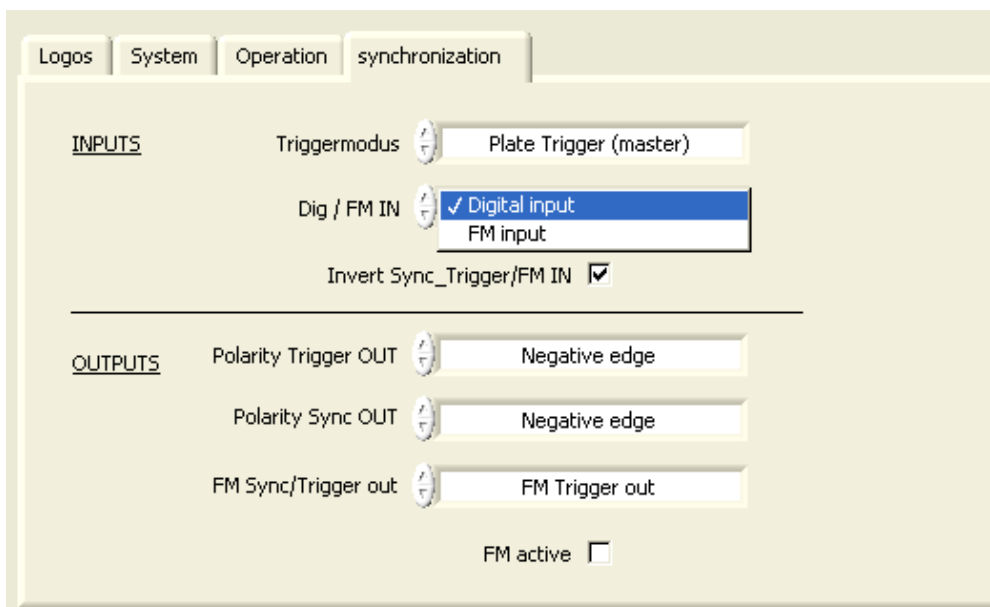 Logos System Operation synchronization
INPUTS Triggermodus Plate Trigger (master)
Dig / FM IN ✓ Digital input
FM input
Invert Sync_Trigger/FM IN
OUTPUTS Polarity Trigger OUT Negative edge
Polarity Sync OUT Negative edge
FM Sync/Trigger out FM Trigger out
FM active